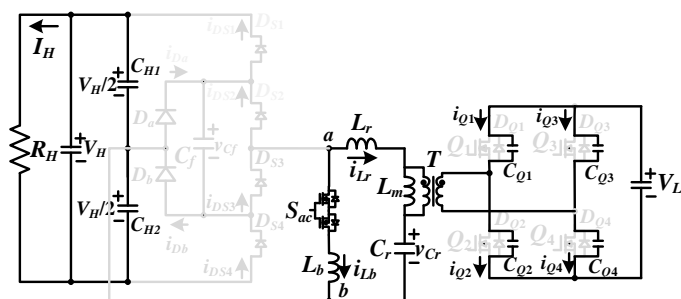 I_H
R_H
V_H
V_H/2
C_H1
V_H/2
C_H2
D_a
D_b
i_Da
i_Db
C_f
v_Cf
i_DS1
D_S1
i_DS2
D_S2
i_DS3
D_S3
i_DS4
D_S4
a
L_r
i_Lr
S_ac
L_b
i_Lb
b
L_m
T
C_r
v_Cr
i_Q1
D_Q1
Q_1
C_Q1
i_Q3
D_Q3
Q_3
C_Q3
D_Q2
Q_2
i_Q2
C_Q2
D_Q4
Q_4
i_Q4
C_Q4
V_L